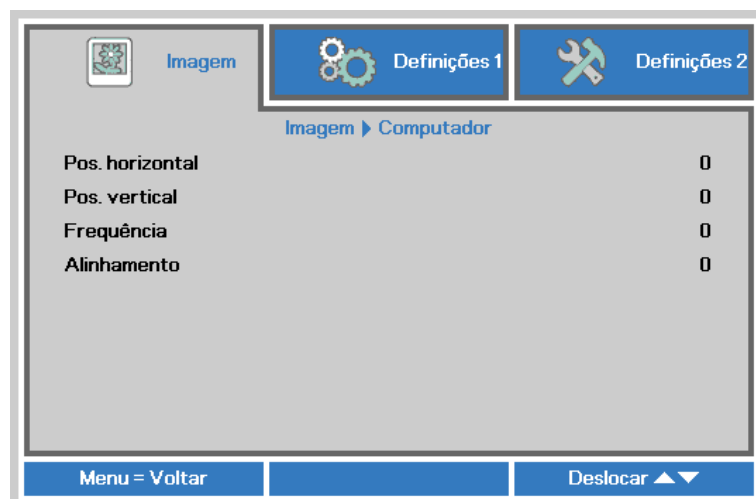 Imagem Definições 1 Definições 2
Imagem ▶ Computador
Pos. horizontal 0
Pos. vertical 0
Frequência 0
Alinhamento 0
Menu = Voltar Deslocar ▲▼